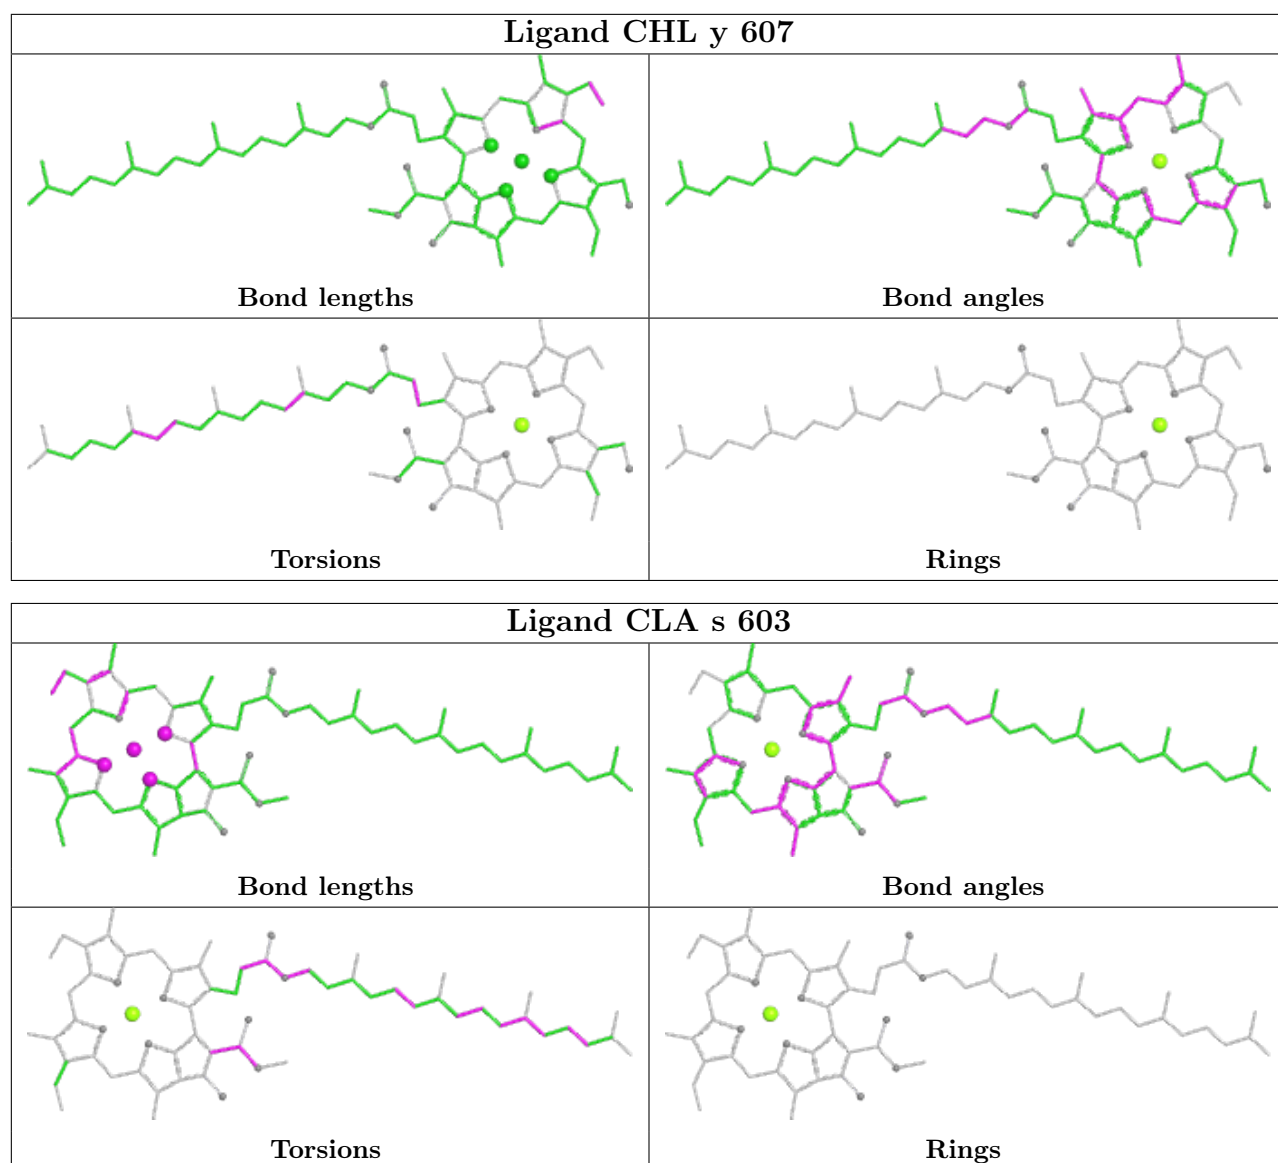 Ligand CHL y 607
Bond lengths
Bond angles
Torsions
Rings
Ligand CLA s 603
Bond lengths
Bond angles
Torsions
Rings